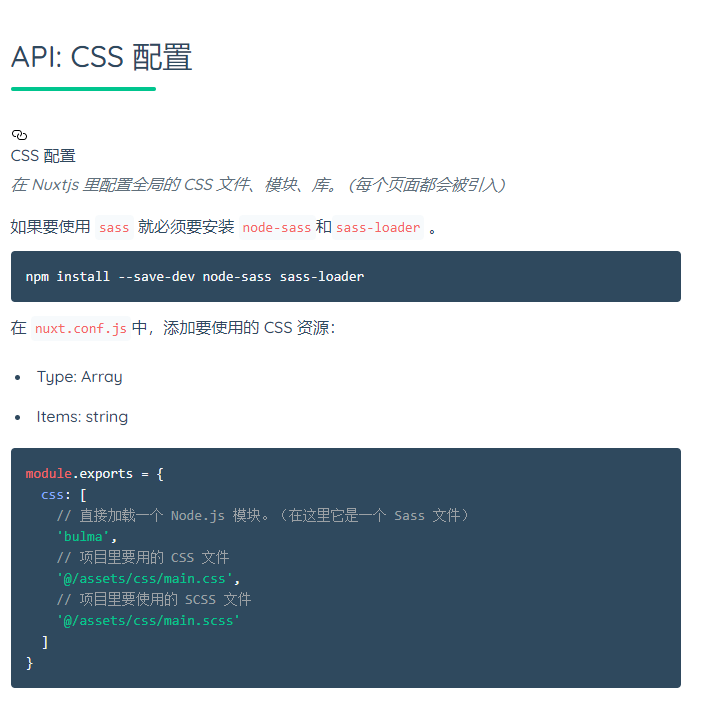 API: CSS 配置
CSS 配置
在 Nuxtjs 里配置全局的 CSS 文件、模块、库。 (每个页面都会被引入)
如果要使用 sass 就必须要安装 node-sass 和 sass-loader 。
npm install --save-dev node-sass sass-loader
在 nuxt.conf.js 中，添加要使用的 CSS 资源：
• Type: Array
• Items: string
module.exports = {
  css: [
    // 直接加载一个 Node.js 模块。（在这里它是一个 Sass 文件）
    'bulma',
    // 项目里要用的 CSS 文件
    '@/assets/css/main.css',
    // 项目里要使用的 SCSS 文件
    '@/assets/css/main.scss'
  ]
}